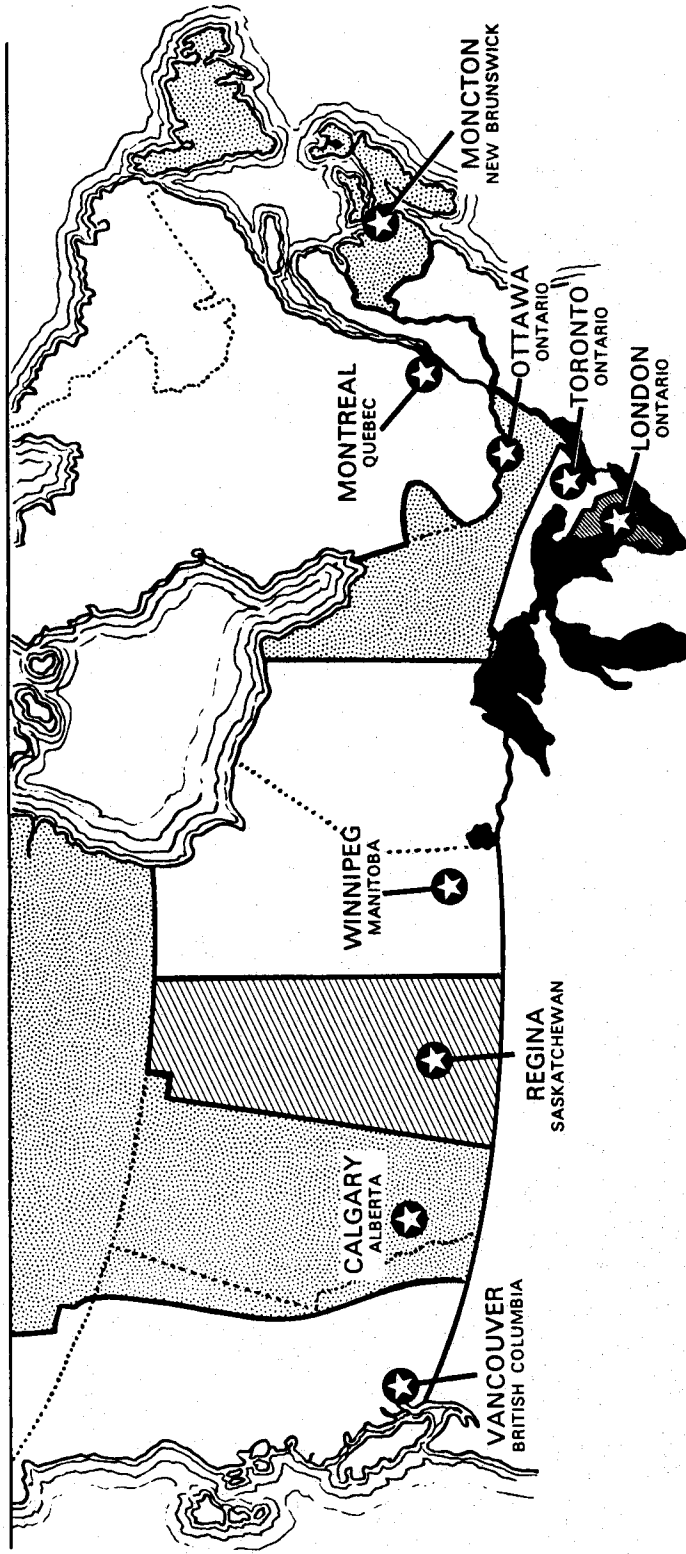 VANCOUVER
BRITISH COLUMBIA
CALGARY
ALBERTA
REGINA
SASKATCHEWAN
WINNIPEG
MANITOBA
MONTREAL
QUEBEC
OTTAWA
ONTARIO
TORONTO
ONTARIO
LONDON
ONTARIO
MONCTON
NEW BRUNSWICK